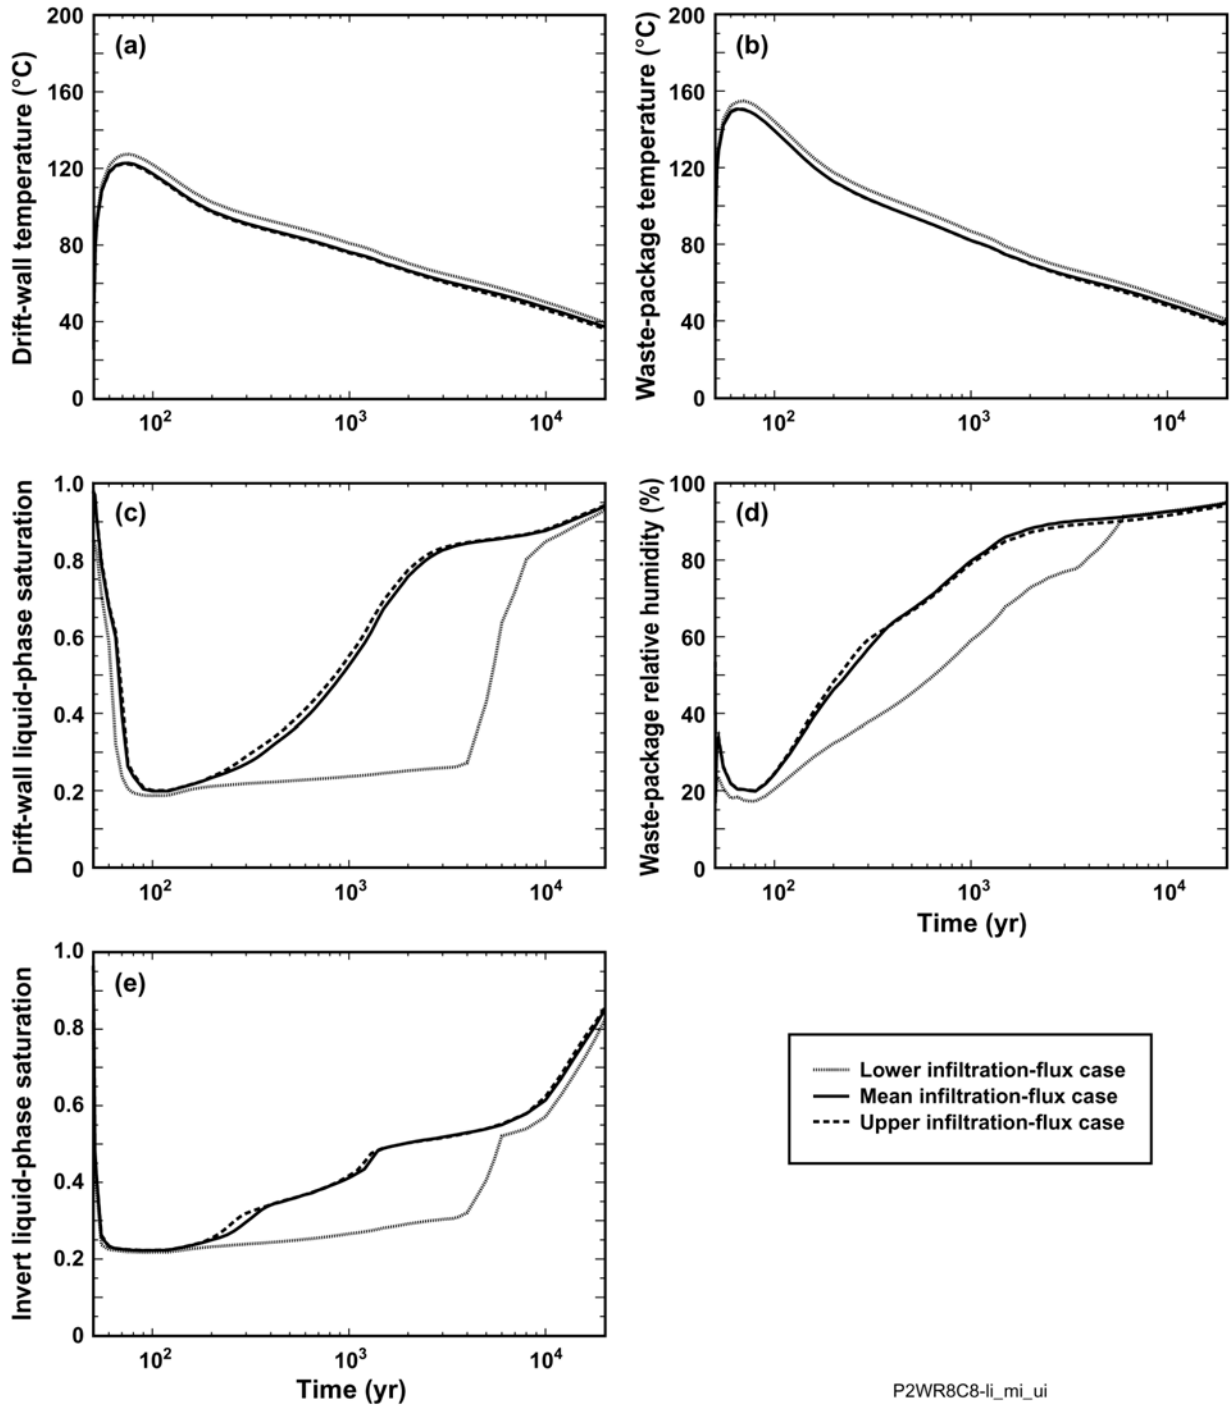 (a)
Drift-wall temperature (°C)
200
160
120
80
40
0
10²
10³
10⁴
(b)
Waste-package temperature (°C)
200
160
120
80
40
0
10²
10³
10⁴
(c)
Drift-wall liquid-phase saturation
1.0
0.8
0.6
0.4
0.2
0
10²
10³
10⁴
(d)
Waste-package relative humidity (%)
100
80
60
40
20
0
10²
10³
10⁴
Time (yr)
(e)
Invert liquid-phase saturation
1.0
0.8
0.6
0.4
0.2
0
10²
10³
10⁴
Time (yr)
Lower infiltration-flux case
Mean infiltration-flux case
Upper infiltration-flux case
P2WR8C8-li_mi_ui